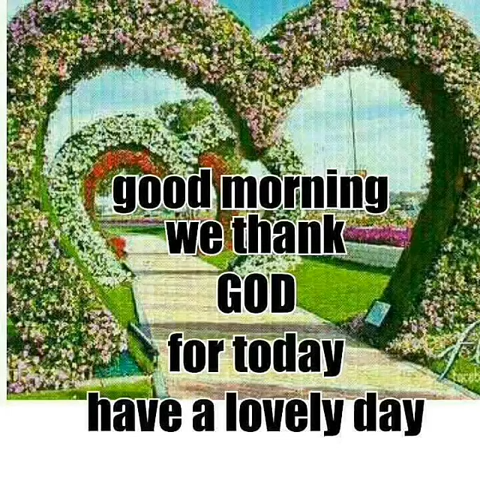 good morning
we thank
GOD
for today
have a lovely day